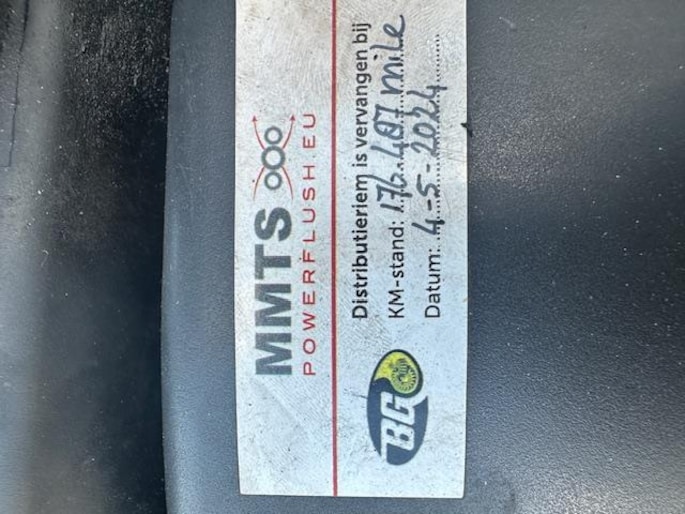 MMTS
POWERFLUSH.EU
Distributieriem is vervangen bij
KM-stand: 176.407 mile
Datum: 4-5-2024
BG